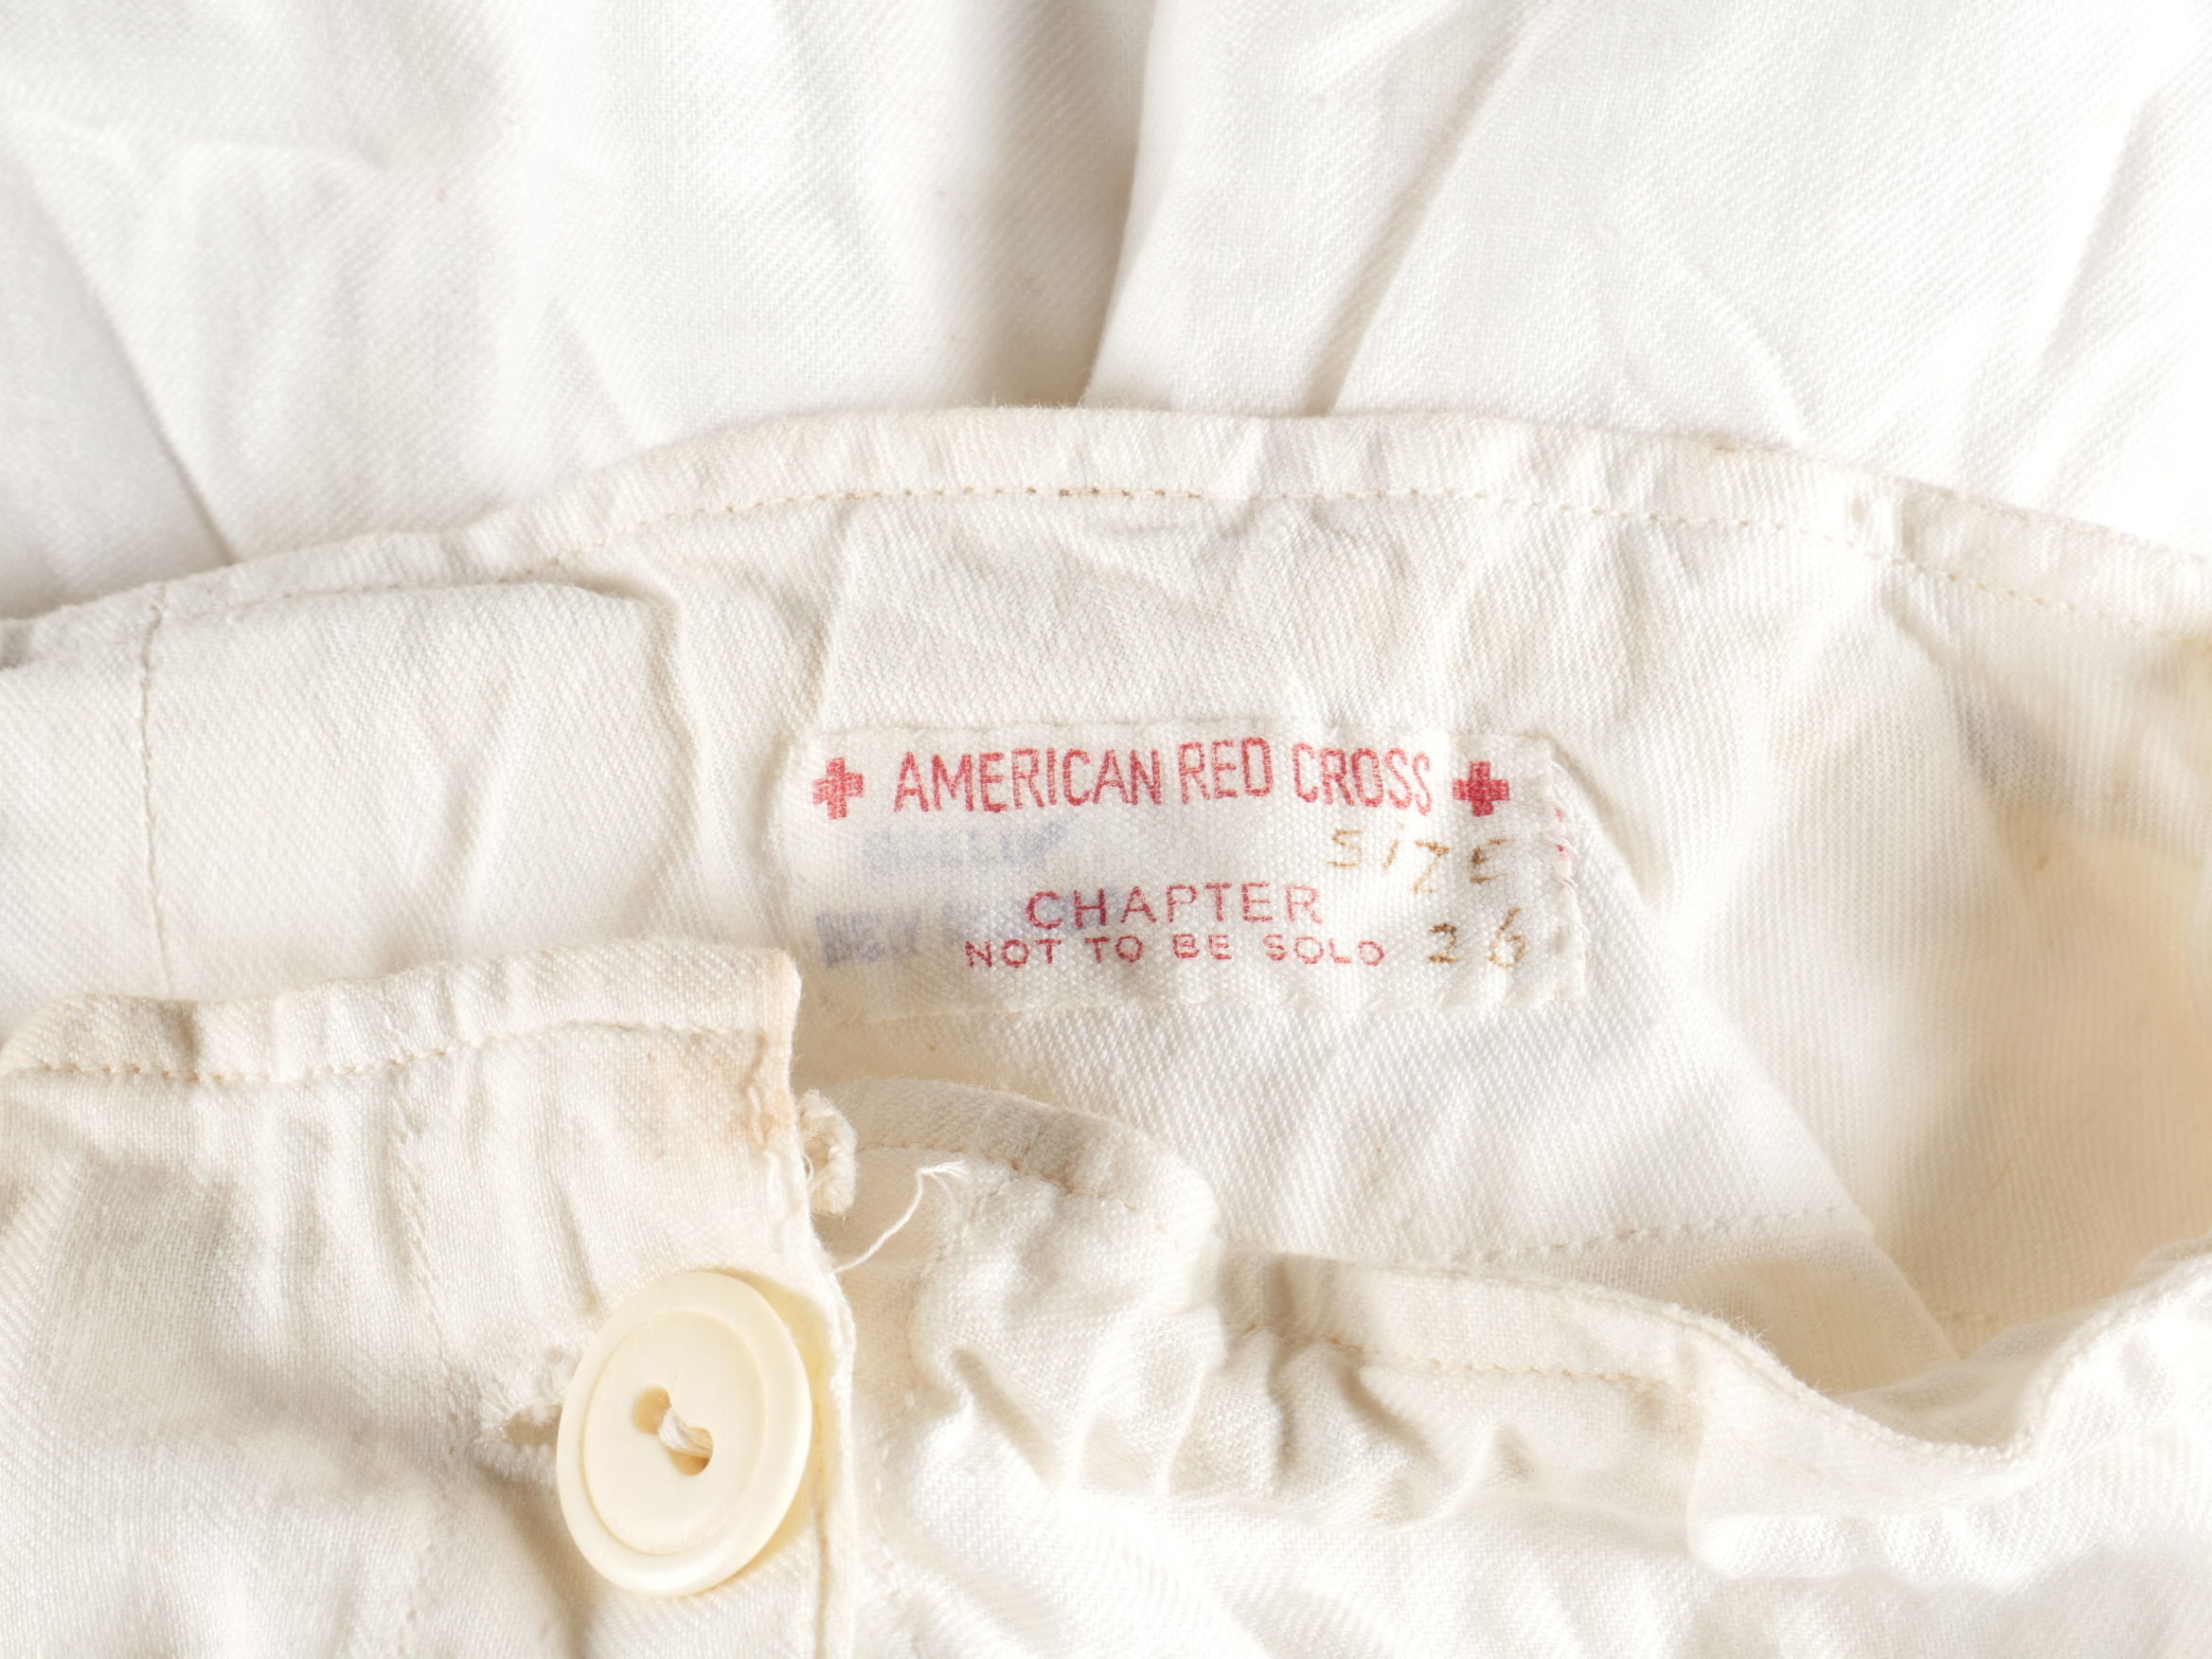 AMERICAN RED CROSS
SIZE
CHAPTER
NOT TO BE SOLD 26